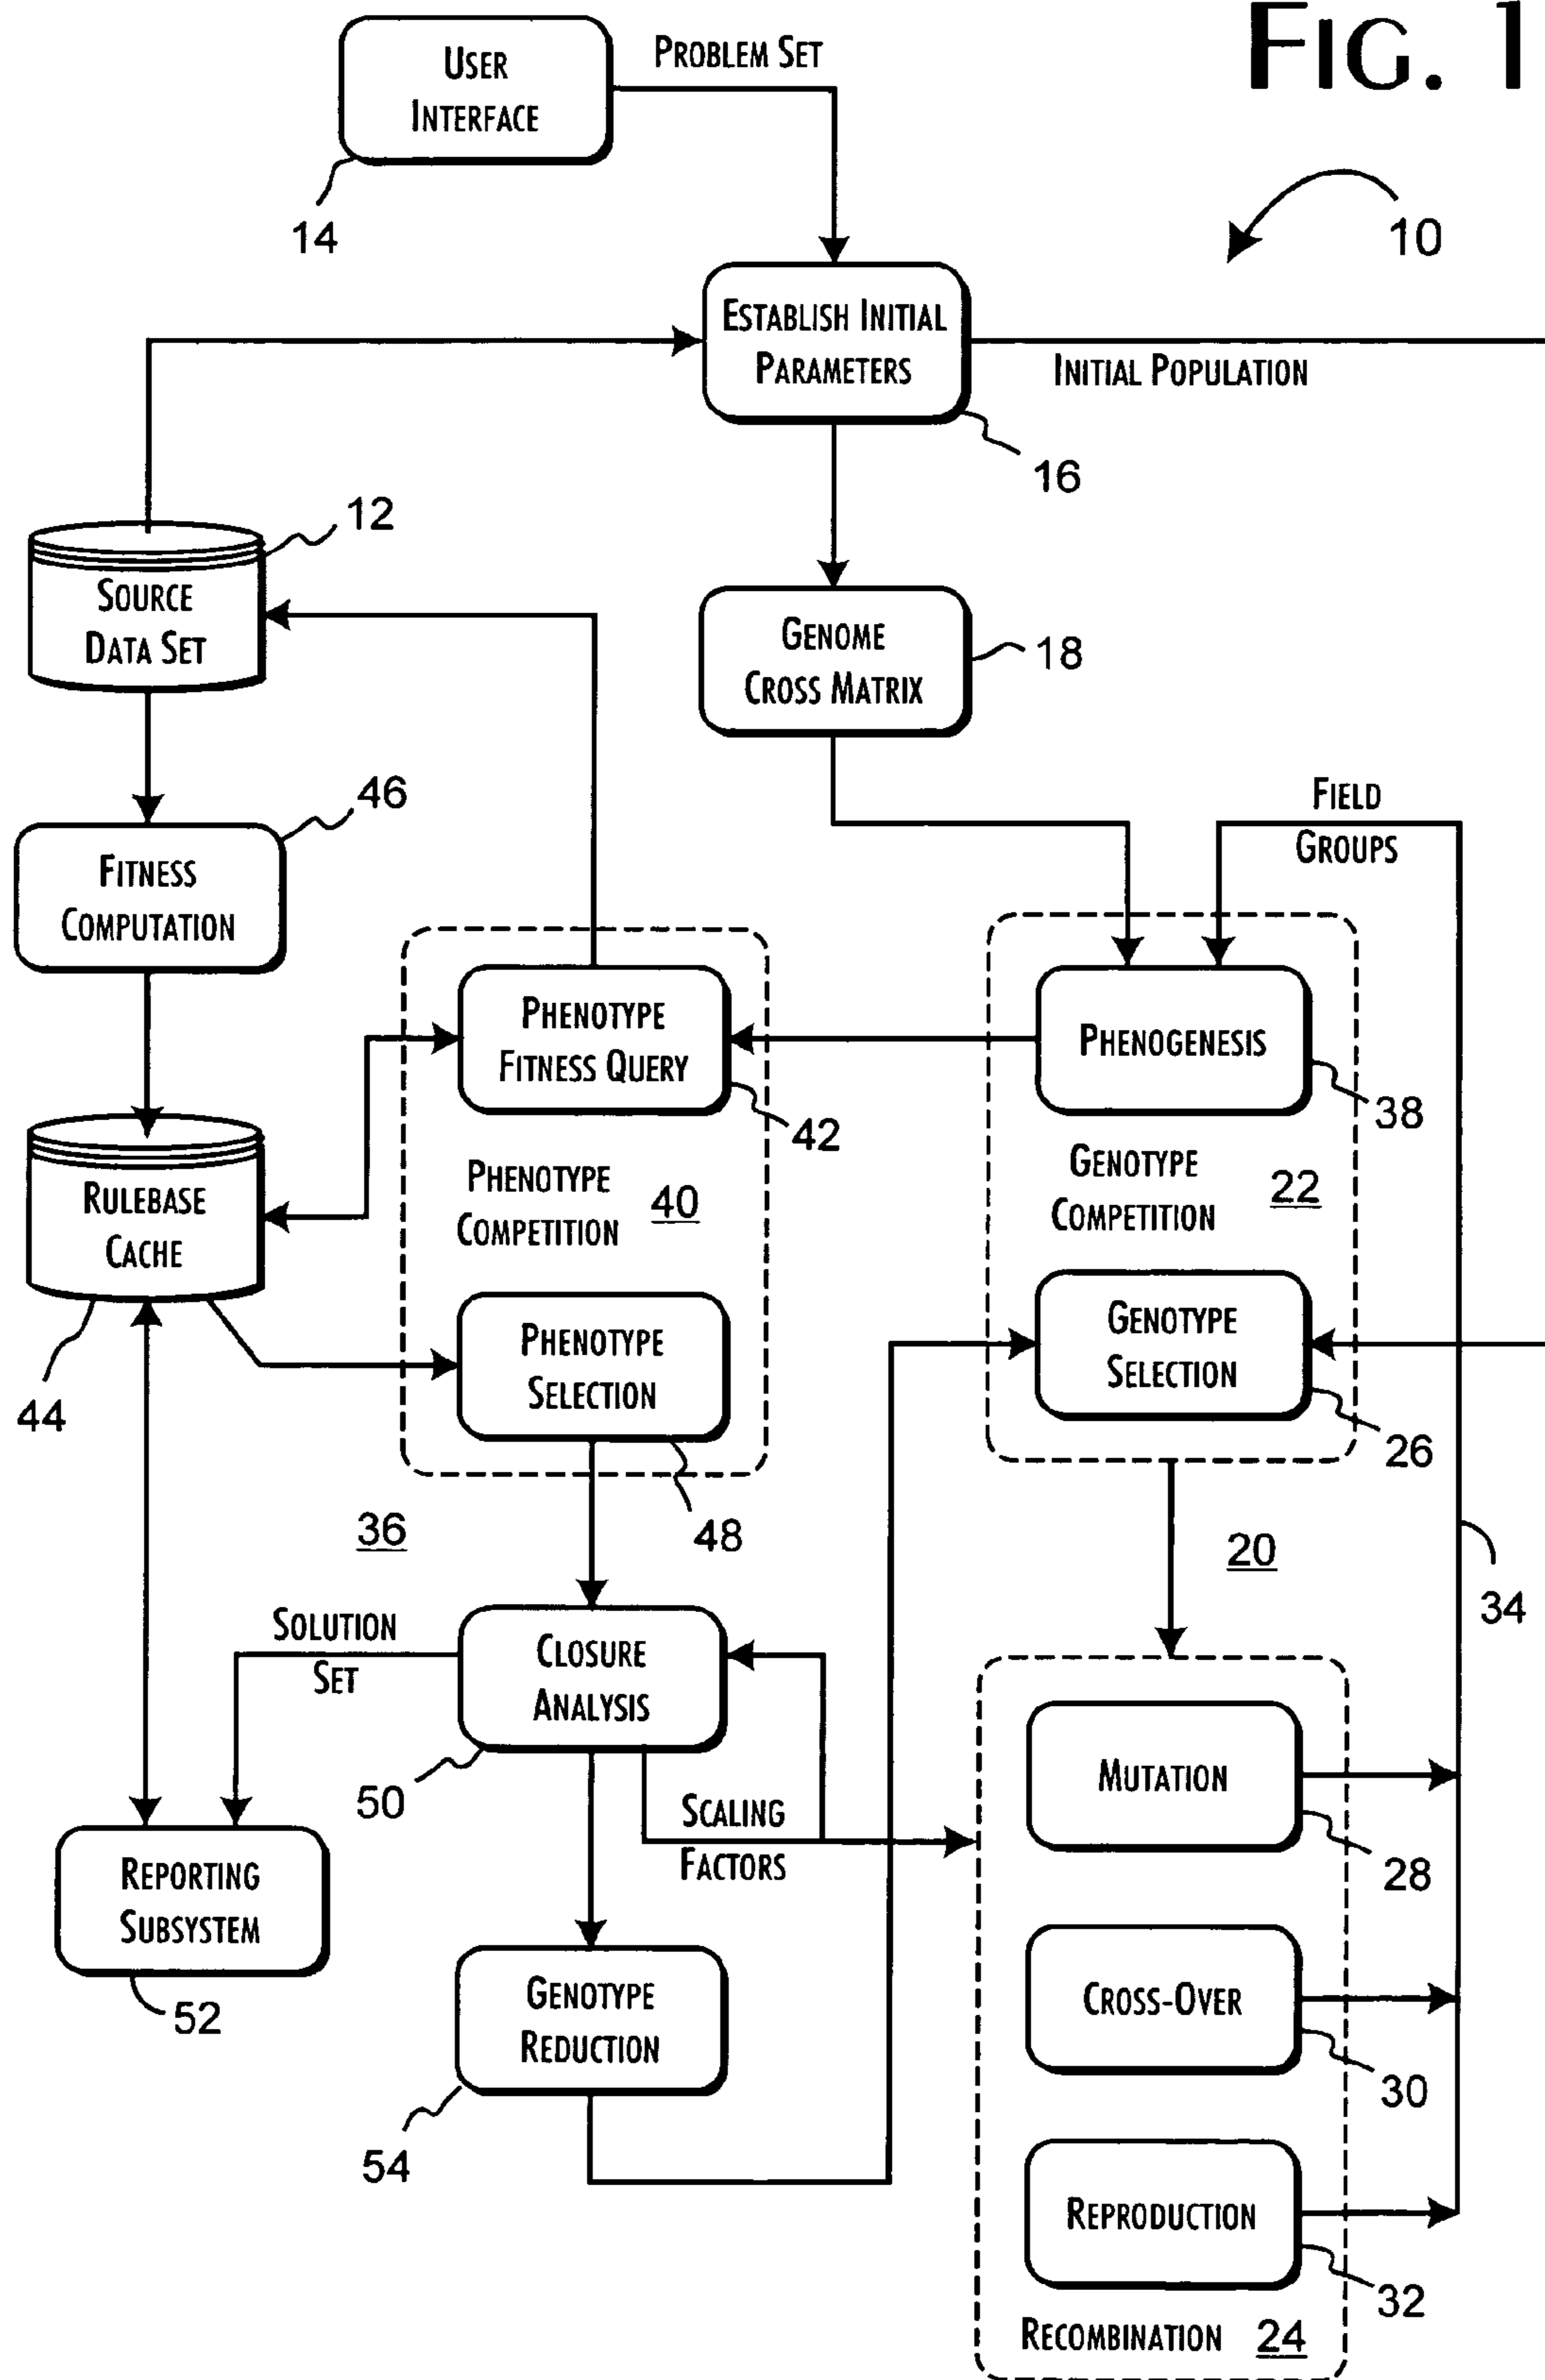 FIG. 1
USER
INTERFACE
PROBLEM SET
14
10
ESTABLISH INITIAL
PARAMETERS
INITIAL POPULATION
16
12
SOURCE
DATA SET
GENOME
CROSS MATRIX
18
46
FIELD
GROUPS
FITNESS
COMPUTATION
PHENOTYPE
FITNESS QUERY
42
PHENOGENESIS
38
RULEBASE
CACHE
44
PHENOTYPE
COMPETITION
40
GENOTYPE
COMPETITION
22
PHENOTYPE
SELECTION
48
GENOTYPE
SELECTION
26
36
20
34
SOLUTION
SET
CLOSURE
ANALYSIS
50
SCALING
FACTORS
MUTATION
28
REPORTING
SUBSYSTEM
52
GENOTYPE
REDUCTION
54
CROSS-OVER
30
REPRODUCTION
32
RECOMBINATION 24